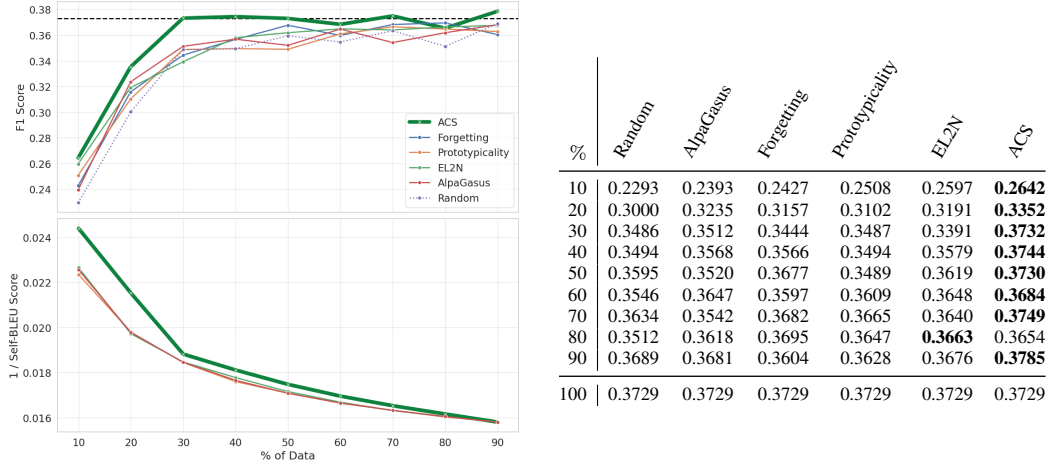 0.38
0.36
0.34
0.32
0.30
0.28
0.26
0.24
F1 Score
ACS
Forgetting
Prototypicality
EL2N
AlpaGasus
Random
0.024
0.022
0.020
0.018
0.016
1 / Self-BLEU Score
10 20 30 40 50 60 70 80 90
% of Data
% Random AlpaGasus Forgetting Prototypicality EL2N ACS
10 0.2293 0.2393 0.2427 0.2508 0.2597 0.2642
20 0.3000 0.3235 0.3157 0.3102 0.3191 0.3352
30 0.3486 0.3512 0.3444 0.3487 0.3391 0.3732
40 0.3494 0.3568 0.3566 0.3494 0.3579 0.3744
50 0.3595 0.3520 0.3677 0.3489 0.3619 0.3730
60 0.3546 0.3647 0.3597 0.3609 0.3648 0.3684
70 0.3634 0.3542 0.3682 0.3665 0.3640 0.3749
80 0.3512 0.3618 0.3695 0.3647 0.3663 0.3654
90 0.3689 0.3681 0.3604 0.3628 0.3676 0.3785
100 0.3729 0.3729 0.3729 0.3729 0.3729 0.3729